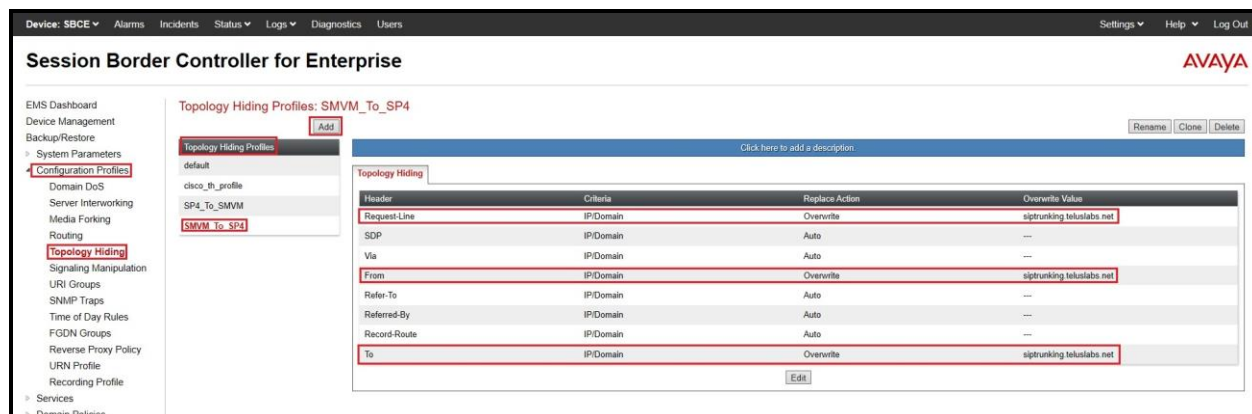 Device: SBCE Alarms Incidents Status Logs Diagnostics Users Settings Help Log Out
Session Border Controller for Enterprise AVAYA
EMS Dashboard
Device Management
Backup/Restore
System Parameters
Configuration Profiles
Domain DoS
Server Interworking
Media Forking
Routing
Topology Hiding
Signaling Manipulation
URI Groups
SNMP Traps
Time of Day Rules
FGDN Groups
Reverse Proxy Policy
URN Profile
Recording Profile
Services
Domain Policies
Topology Hiding Profiles: SMVM_To_SP4
Add
Rename Clone Delete
Topology Hiding Profiles
default
cisco_th_profile
SP4_To_SMVM
SMVM_To_SP4
Click here to add a description.
Topology Hiding
Header Criteria Replace Action Overwrite Value
Request-Line IP/Domain Overwrite siptrunking.teluslabs.net
SDP IP/Domain Auto ---
Via IP/Domain Auto ---
From IP/Domain Overwrite siptrunking.teluslabs.net
Refer-To IP/Domain Auto ---
Referred-By IP/Domain Auto ---
Record-Route IP/Domain Auto ---
To IP/Domain Overwrite siptrunking.teluslabs.net
Edit